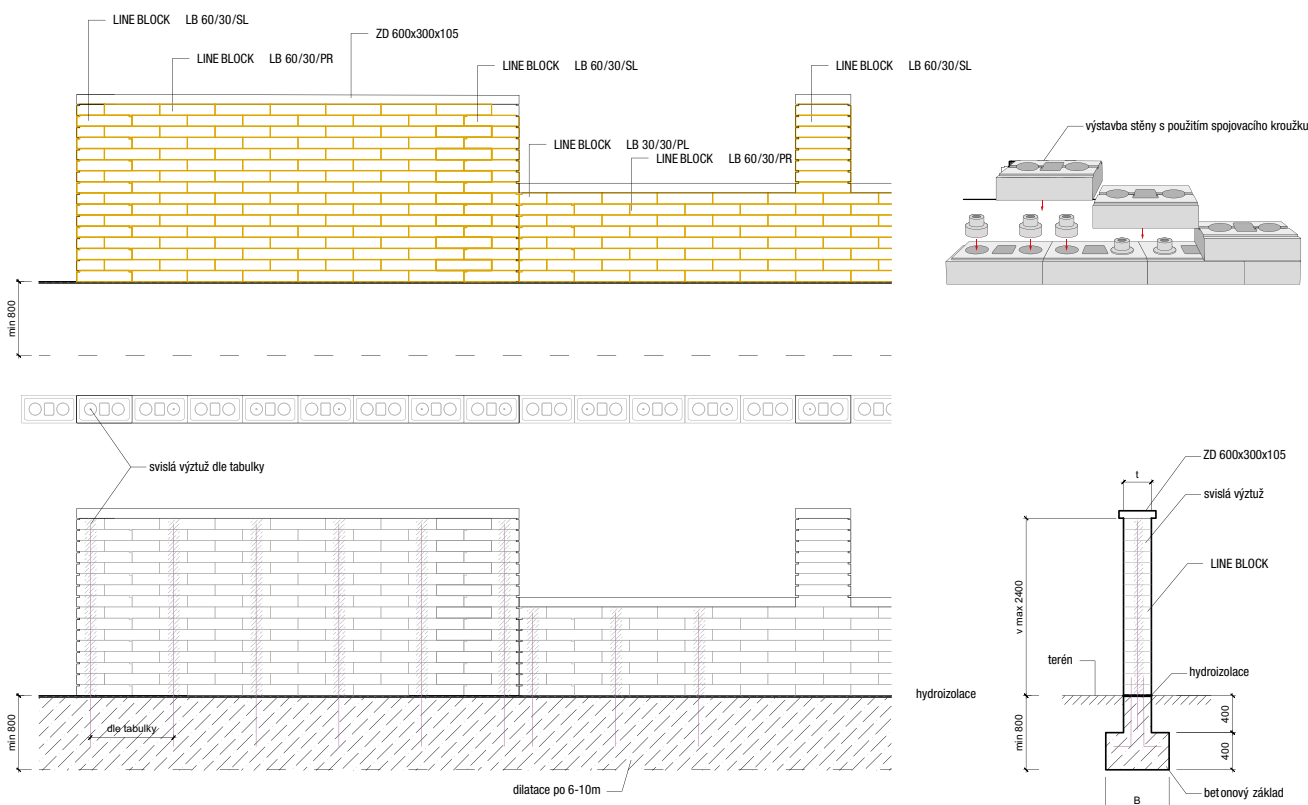 LINE BLOCK LB 60/30/SL
ZD 600x300x105
LINE BLOCK LB 60/30/PR
LINE BLOCK LB 60/30/SL
LINE BLOCK LB 60/30/SL
výstavba stěny s použitím spojovacího kroužku
LINE BLOCK LB 30/30/PL
LINE BLOCK LB 60/30/PR
min 800
svislá výztuž dle tabulky
ZD 600x300x105
t
svislá výztuž
LINE BLOCK
v max 2400
terén
hydroizolace
hydroizolace
min 800
dle tabulky
min 800
400
400
dilatace po 6-10m
betonový základ
B